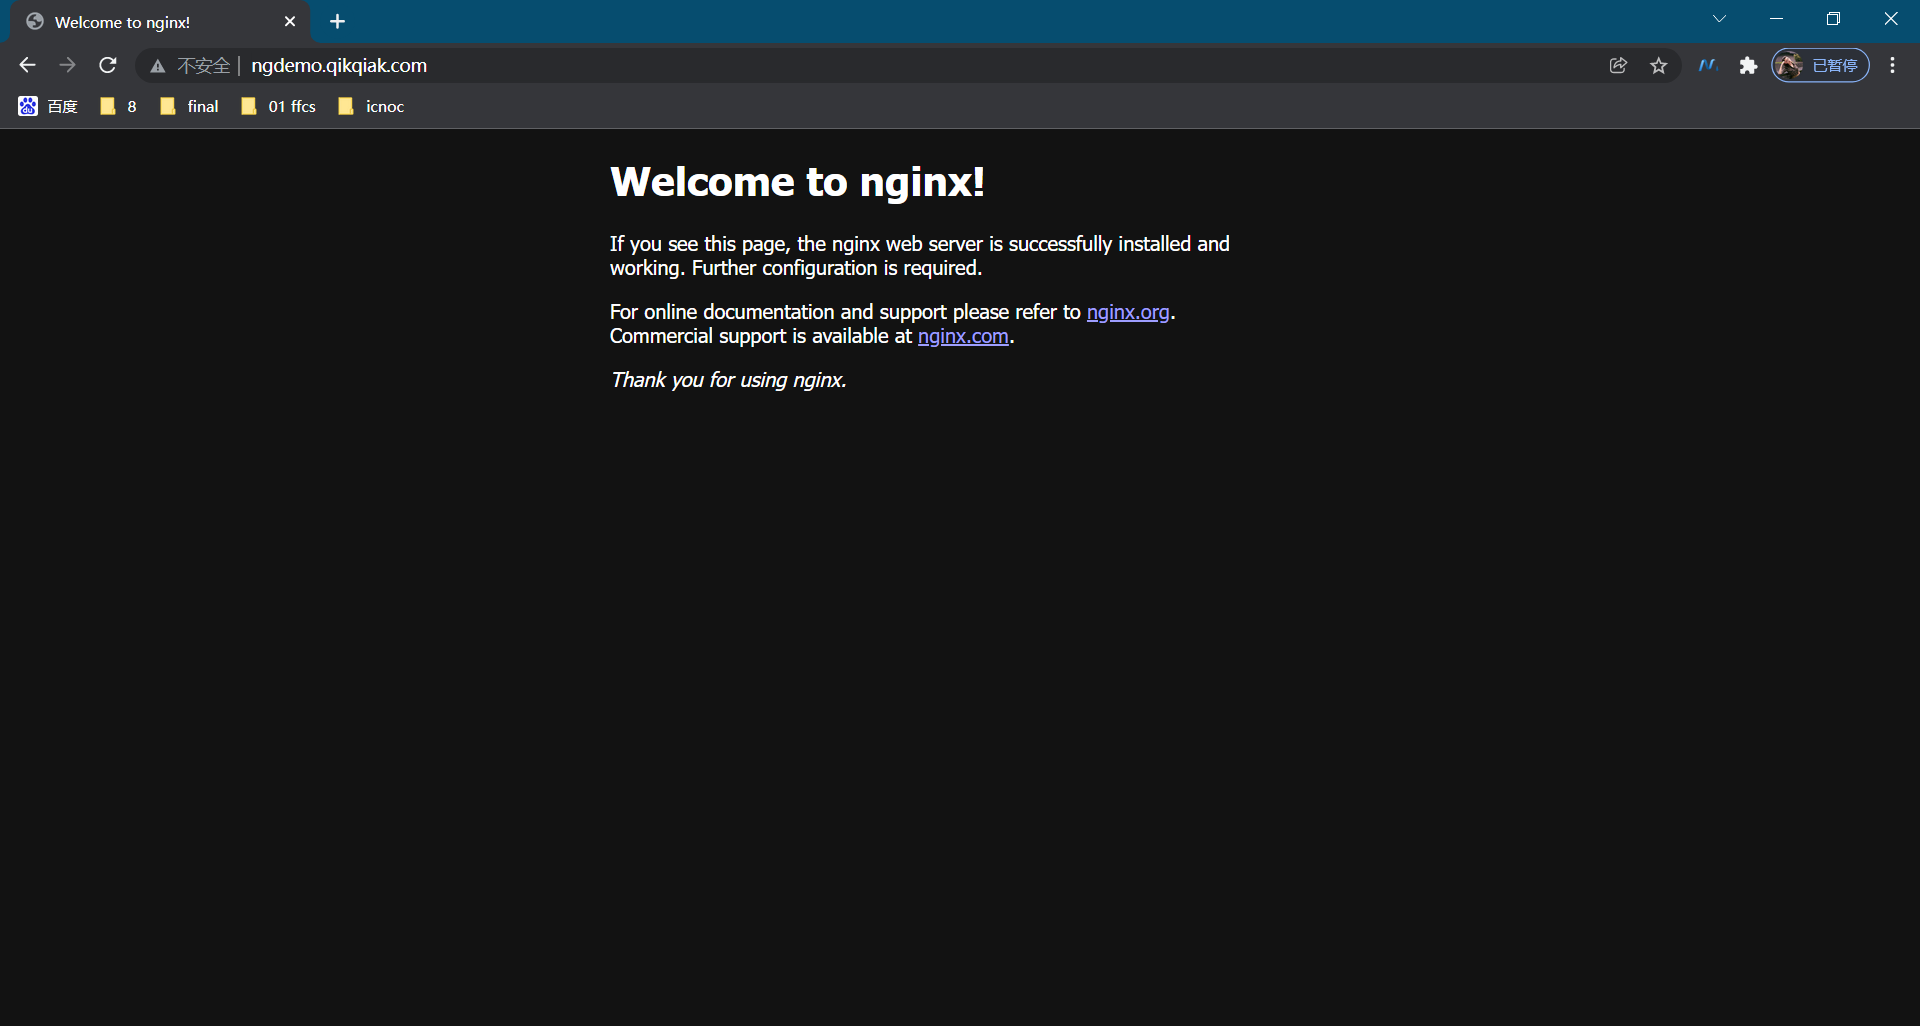 Welcome to nginx!
不安全 | ngdemo.qikqiak.com
已暂停
百度 8 final 01 ffcs icnoc
Welcome to nginx!
If you see this page, the nginx web server is successfully installed and
working. Further configuration is required.
For online documentation and support please refer to nginx.org.
Commercial support is available at nginx.com.
Thank you for using nginx.